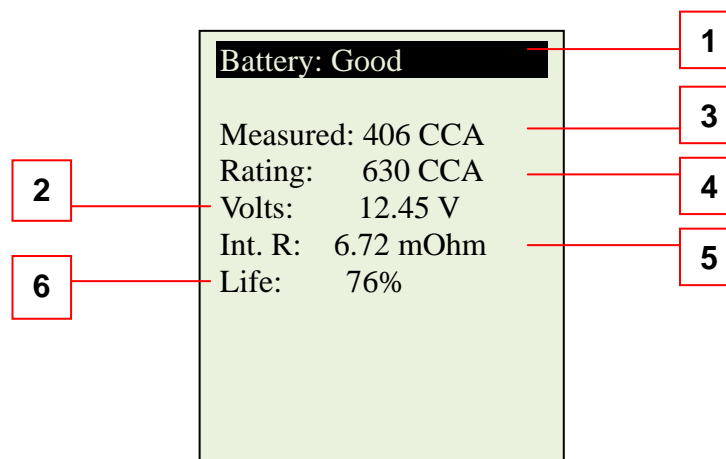 Battery: Good
1
Measured: 406 CCA
3
Rating: 630 CCA
4
2
Volts: 12.45 V
Int. R: 6.72 mOhm
5
6
Life: 76%